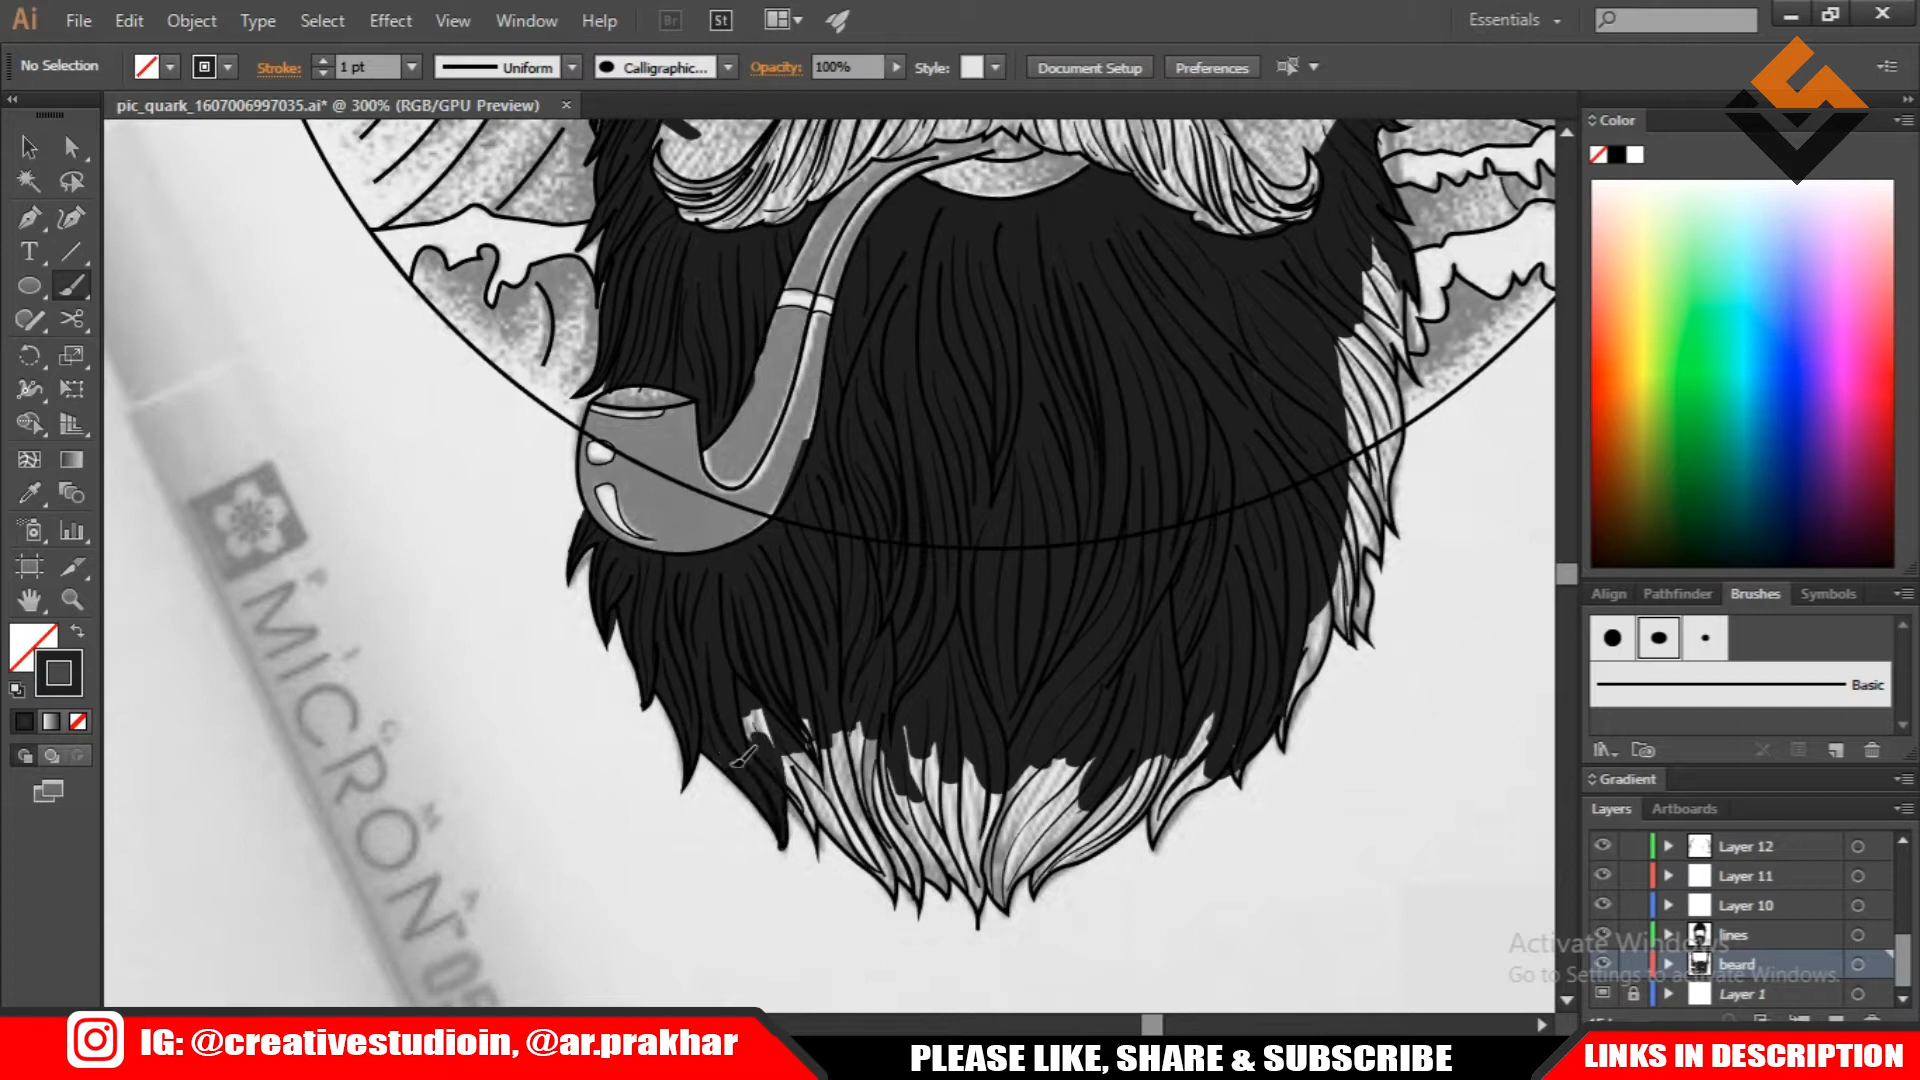 Ai File Edit Object Type Select Effect View Window Help Br St Essentials
No Selection Stroke: 1 pt Uniform Calligraphic... Opacity: 100% Style: Document Setup Preferences
pic_quark_1607006997035.ai* @ 300% (RGB/GPU Preview) ×
Color
MICRON 05
Align Pathfinder Brushes Symbols
Basic
Gradient
Layers Artboards
Layer 12
Layer 11
Layer 10
lines
beard
Layer 1
Activate Windows
Go to Settings to activate Windows.
IG: @creativestudioin, @ar.prakhar
PLEASE LIKE, SHARE & SUBSCRIBE
LINKS IN DESCRIPTION